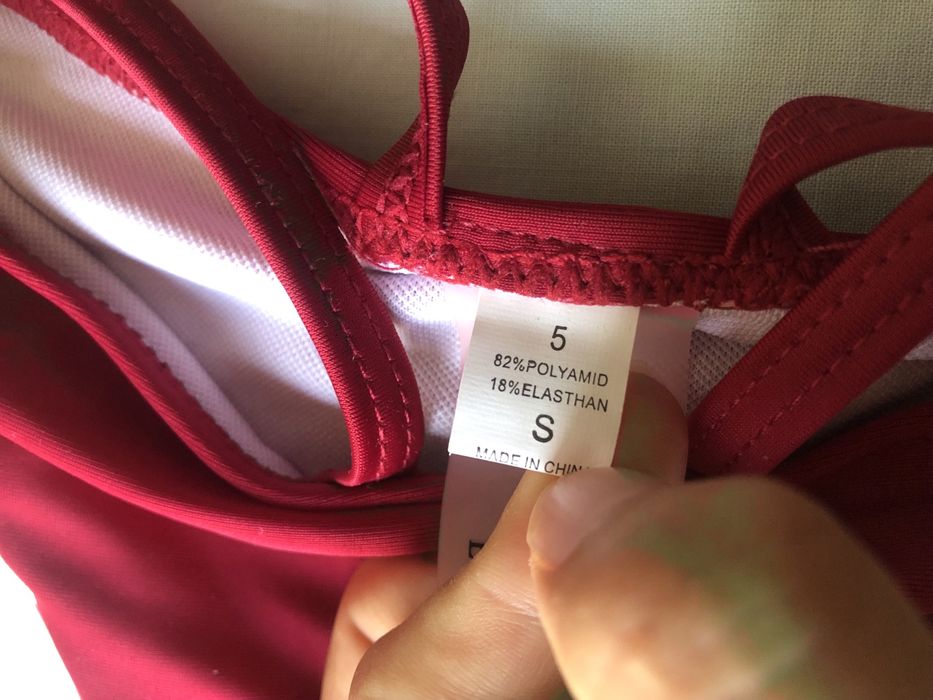 5
82%POLYAMID
18%ELASTHAN
S
MADE IN CHINA